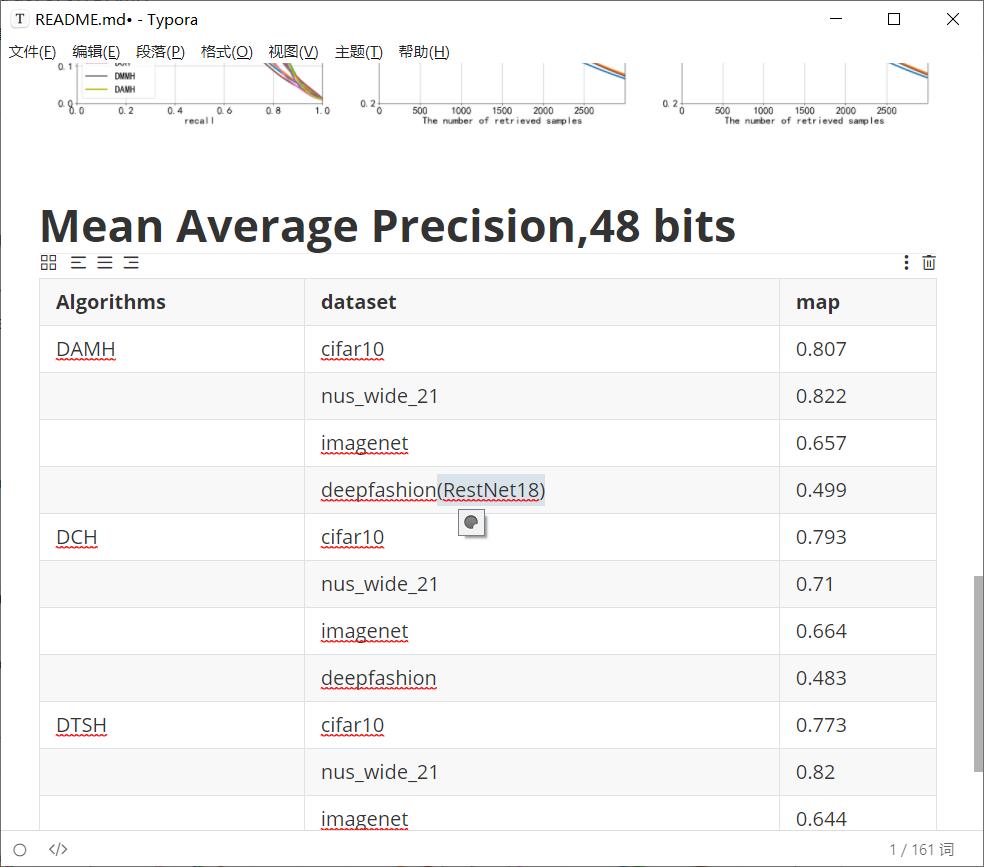 README.md• - Typora
文件(F) 编辑(E) 段落(P) 格式(O) 视图(V) 主题(T) 帮助(H)
0.1
DMMH
DAMH
0.0
0.0 0.2 0.4 0.6 0.8 1.0
recall
0.2
0 500 1000 1500 2000 2500
The number of retrieved samples
0.2
0 500 1000 1500 2000 2500
The number of retrieved samples
Mean Average Precision,48 bits
Algorithms dataset map
DAMH cifar10 0.807
nus_wide_21 0.822
imagenet 0.657
deepfashion(RestNet18) 0.499
DCH cifar10 0.793
nus_wide_21 0.71
imagenet 0.664
deepfashion 0.483
DTSH cifar10 0.773
nus_wide_21 0.82
imagenet 0.644
1 / 161 词